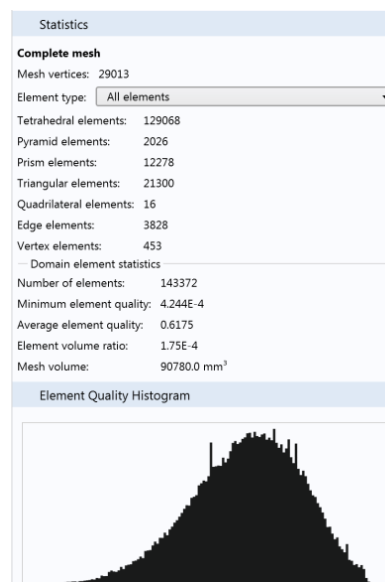 Statistics
Complete mesh
Mesh vertices: 29013
Element type: All elements
Tetrahedral elements: 129068
Pyramid elements: 2026
Prism elements: 12278
Triangular elements: 21300
Quadrilateral elements: 16
Edge elements: 3828
Vertex elements: 453
Domain element statistics
Number of elements: 143372
Minimum element quality: 4.244E-4
Average element quality: 0.6175
Element volume ratio: 1.75E-4
Mesh volume: 90780.0 mm³
Element Quality Histogram